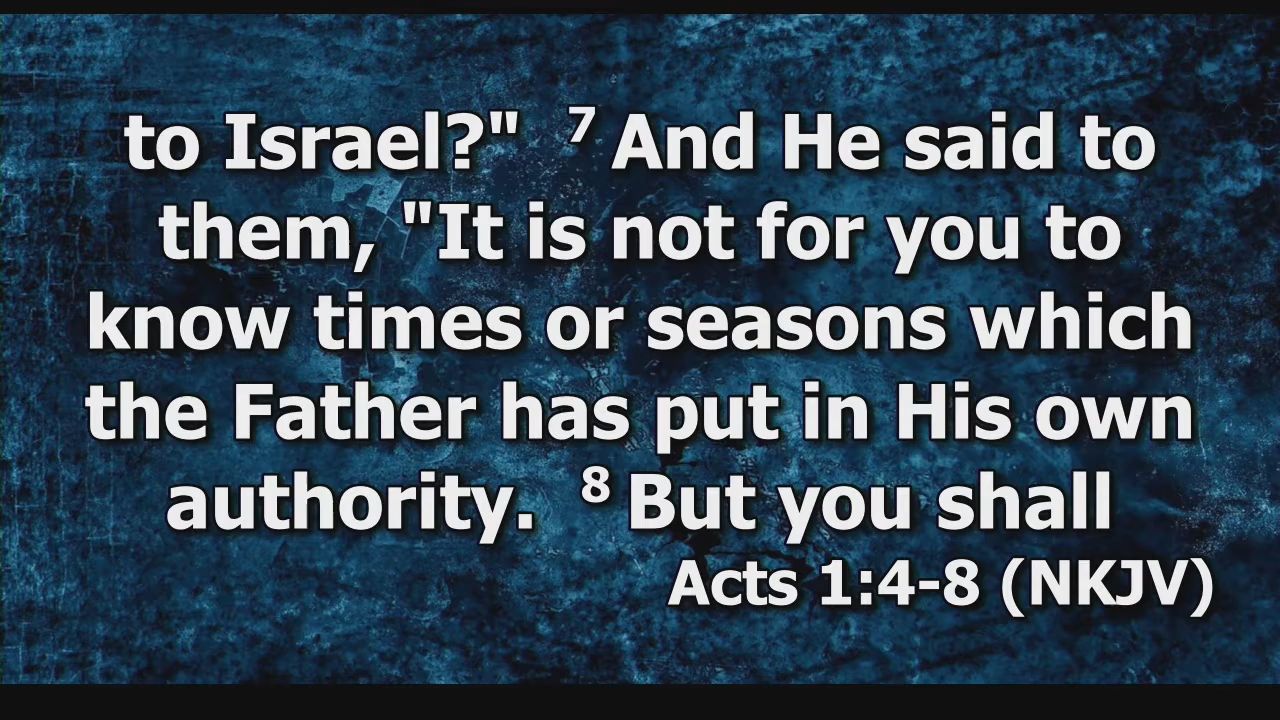 to Israel?" 7 And He said to
them, "It is not for you to
know times or seasons which
the Father has put in His own
authority. 8 But you shall
Acts 1:4-8 (NKJV)